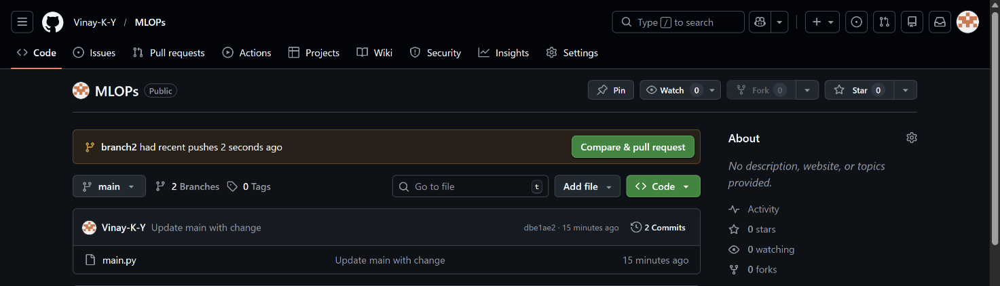 Vinay-K-Y / MLOPs
Type / to search
Code Issues Pull requests Actions Projects Wiki Security Insights Settings
MLOPs Public
Pin Watch 0 Fork 0 Star 0
branch2 had recent pushes 2 seconds ago Compare & pull request
main 2 Branches 0 Tags Go to file t Add file Code
Vinay-K-Y Update main with change dbe1ae2 · 15 minutes ago 2 Commits
main.py Update main with change 15 minutes ago
About
No description, website, or topics
provided.
Activity
0 stars
0 watching
0 forks